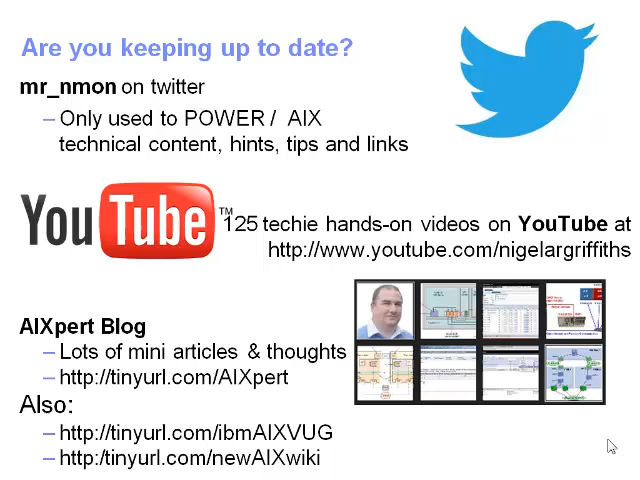 Are you keeping up to date?
mr_nmon on twitter
– Only used to POWER / AIX
technical content, hints, tips and links
YouTube™
125 techie hands-on videos on YouTube at
http://www.youtube.com/nigelargriffiths
AIXpert Blog
– Lots of mini articles & thoughts
– http://tinyurl.com/AIXpert
Also:
– http://tinyurl.com/ibmAIXVUG
– http:/tinyurl.com/newAIXwiki